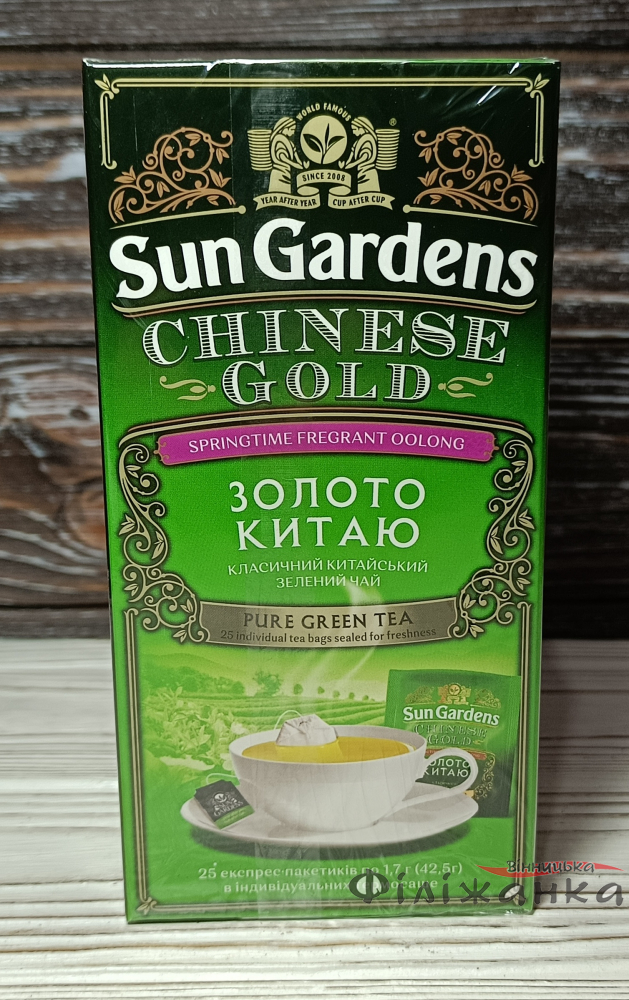 WORLD FAMOUS
®
SINCE 2008
YEAR AFTER YEAR CUP AFTER CUP
Sun Gardens
CHINESE
GOLD
SPRINGTIME FREGRANT OOLONG
ЗОЛОТО
КИТАЮ
КЛАСИЧНИЙ КИТАЙСЬКИЙ
ЗЕЛЕНИЙ ЧАЙ
PURE GREEN TEA
25 individual tea bags sealed for freshness
Sun Gardens
CHINESE
GOLD
ЗОЛОТО
КИТАЮ
GOLD
25 експрес-пакетиків по 1,7 г (42,5г)
в індивідуальних
Вінницька
Філіжанка